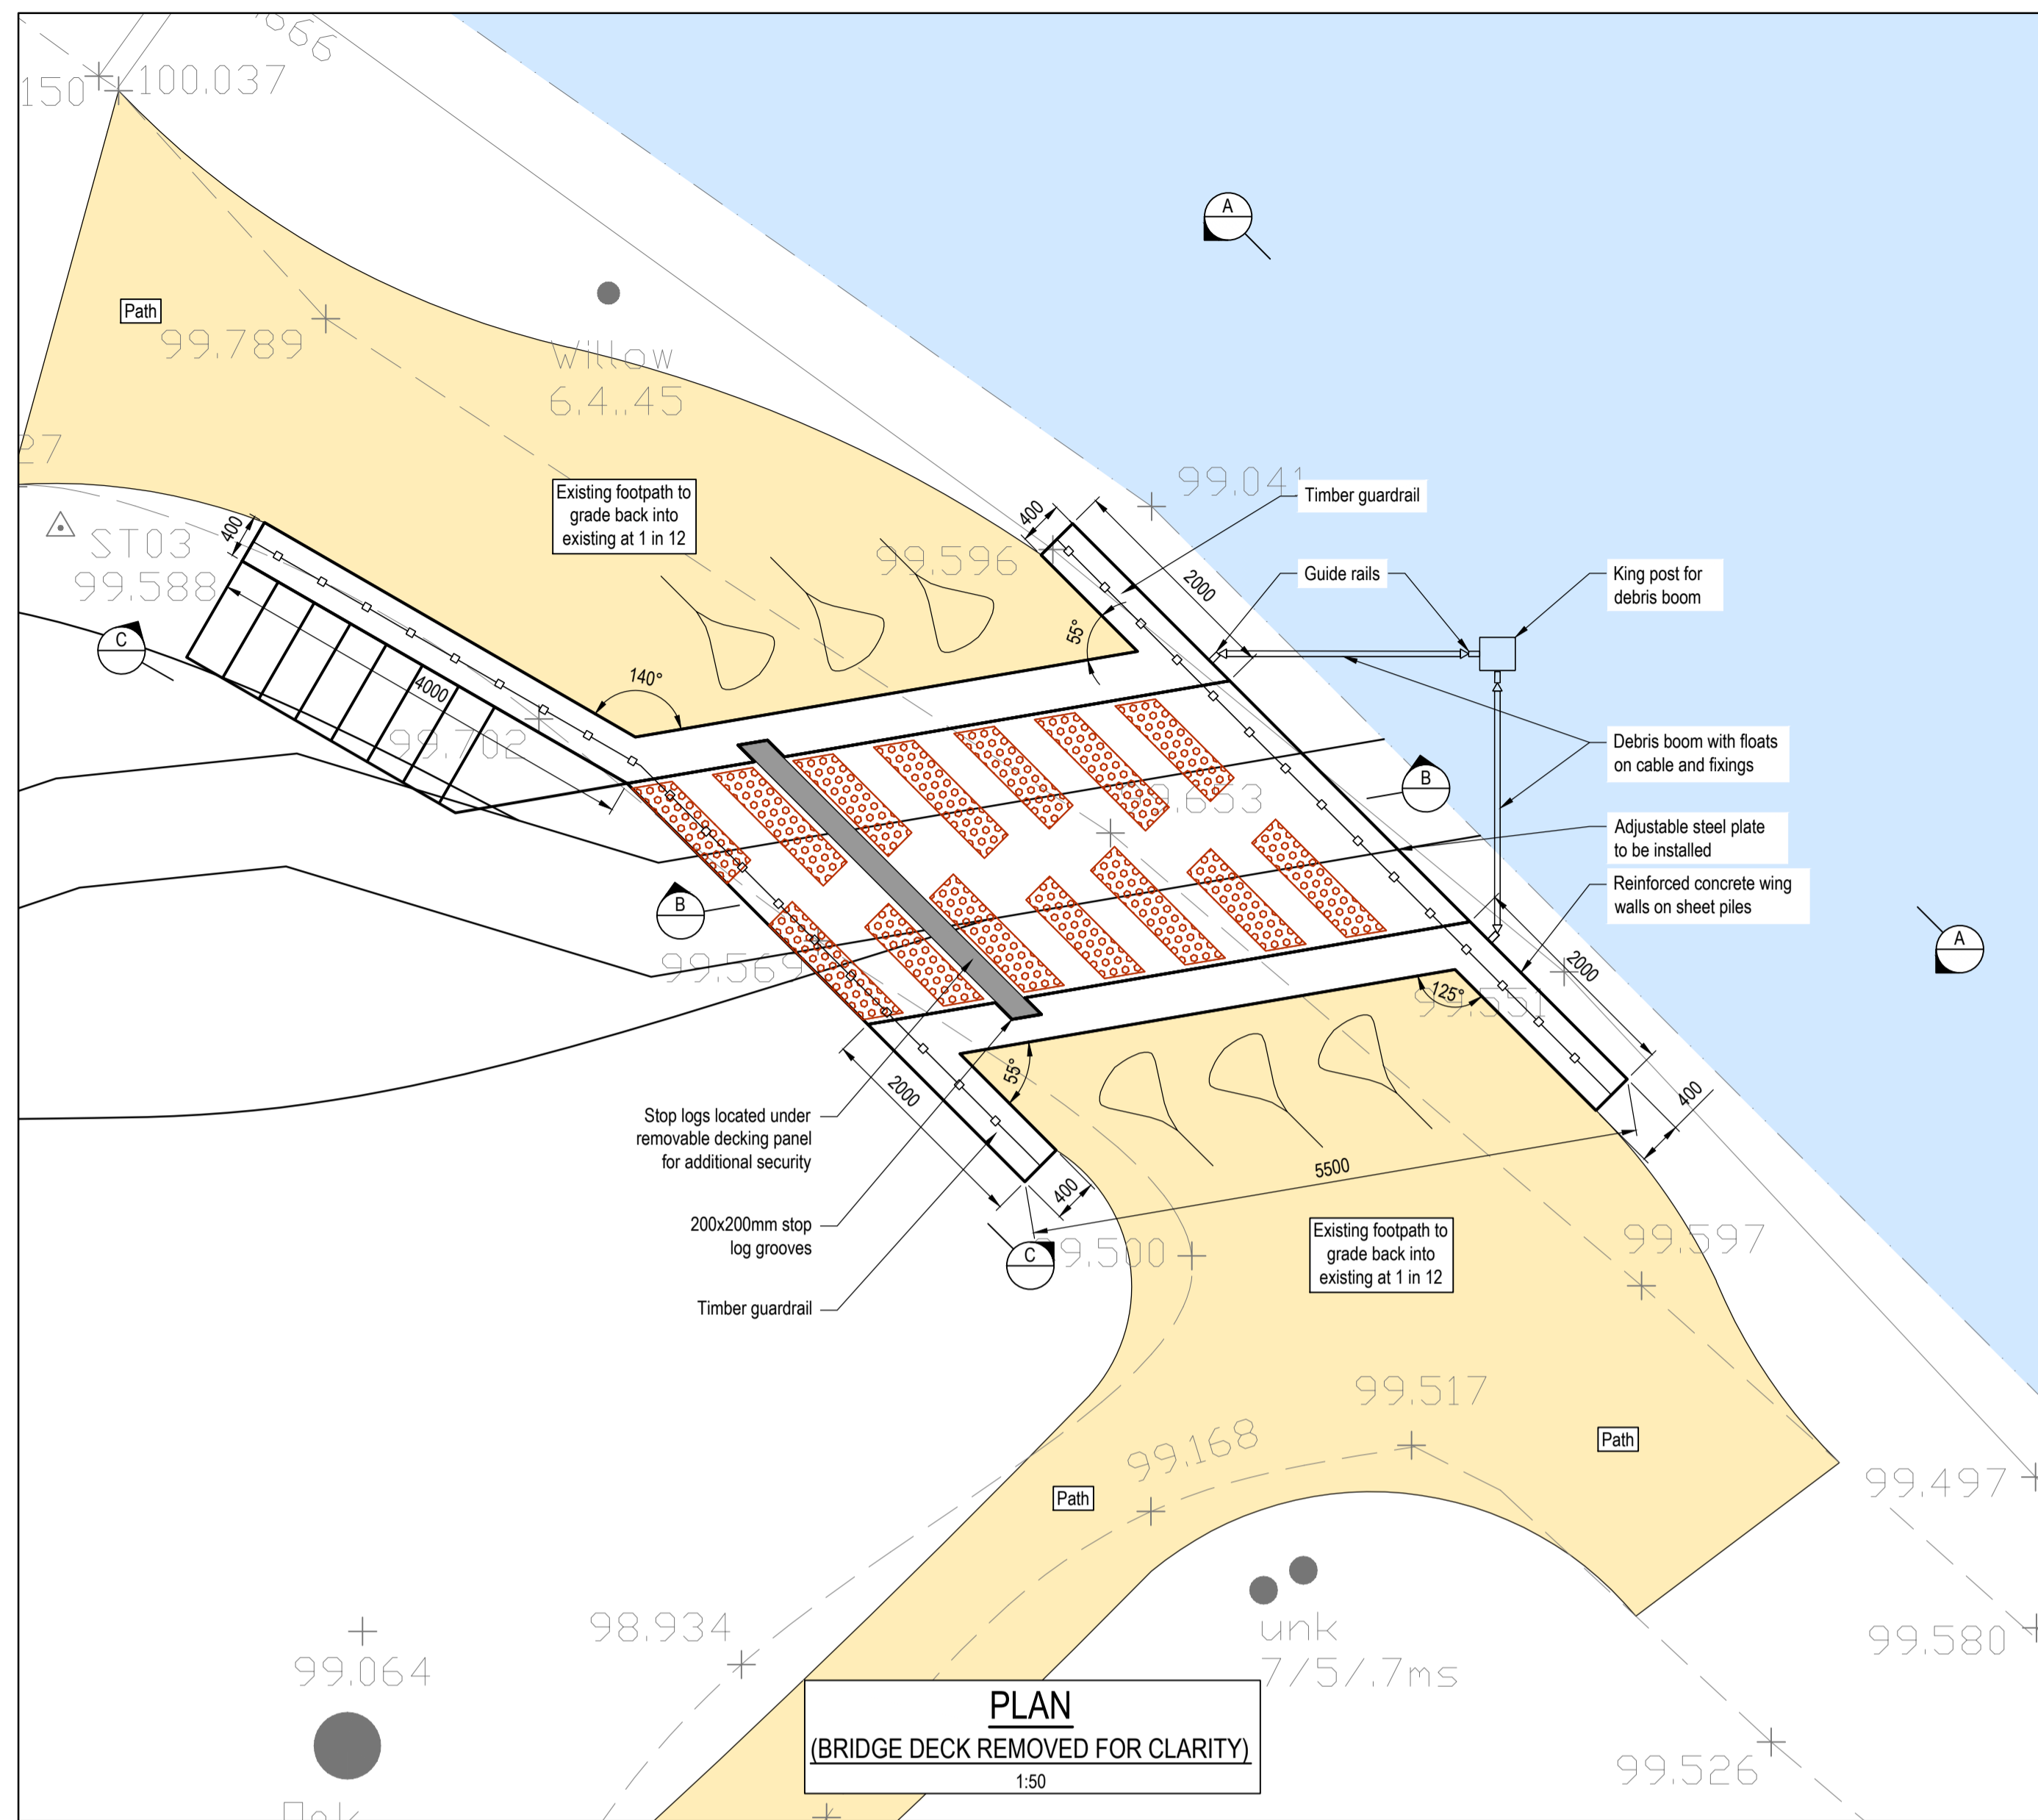 150
100.037
Path
99.789
Willow
6.4..45
27
ST03
99.588
400
C
Existing footpath to
grade back into
existing at 1 in 12
140°
4000
99.702
A
99.041
99.596
400
2000
55°
Timber guardrail
Guide rails
King post for
debris boom
Debris boom with floats
on cable and fixings
B
Adjustable steel plate
to be installed
Reinforced concrete wing
walls on sheet piles
B
99.569
A
2000
125°
99.551
400
55°
2000
400
5500
Stop logs located under
removable decking panel
for additional security
200x200mm stop
log grooves
Timber guardrail
C
99.500
Existing footpath to
grade back into
existing at 1 in 12
99.597
99.517
99.168
Path
Path
99.497
99.580
98.934
99.064
unk
7/5/.7ms
99.526
PLAN
(BRIDGE DECK REMOVED FOR CLARITY)
1:50